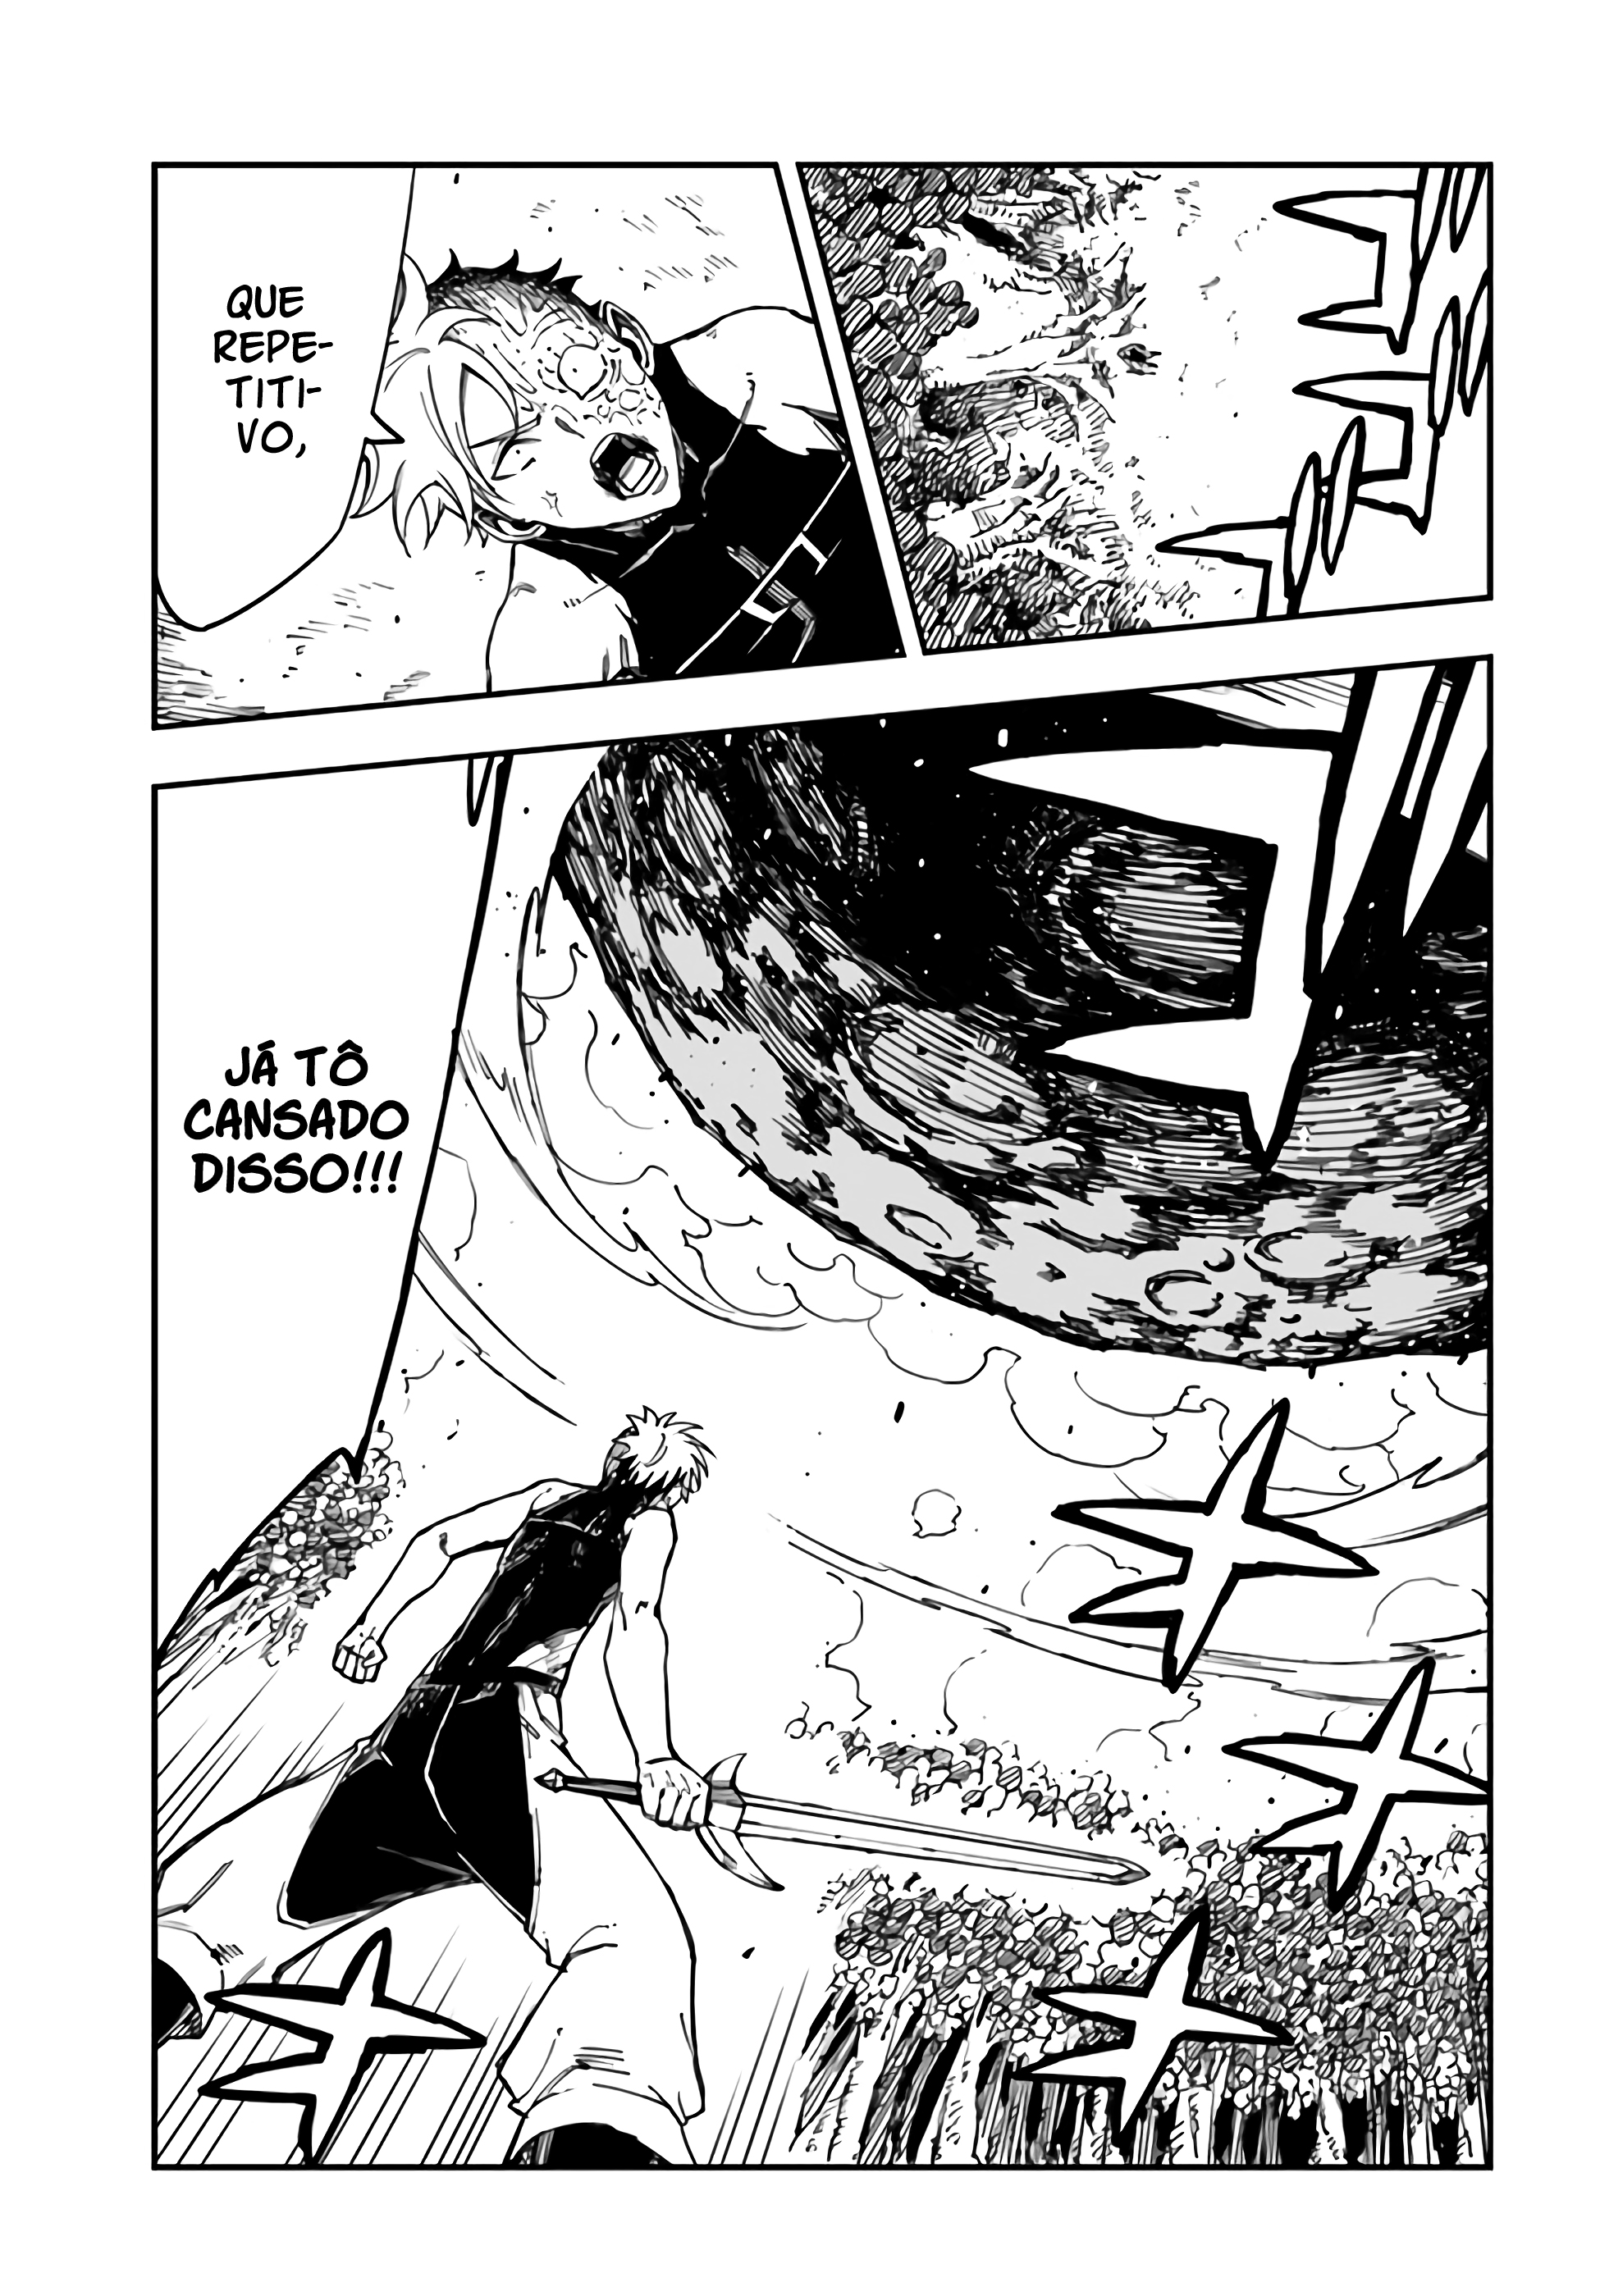 QUE
REPE-
TITI-
VO,
JÁ TÔ
CANSADO
DISSO!!!